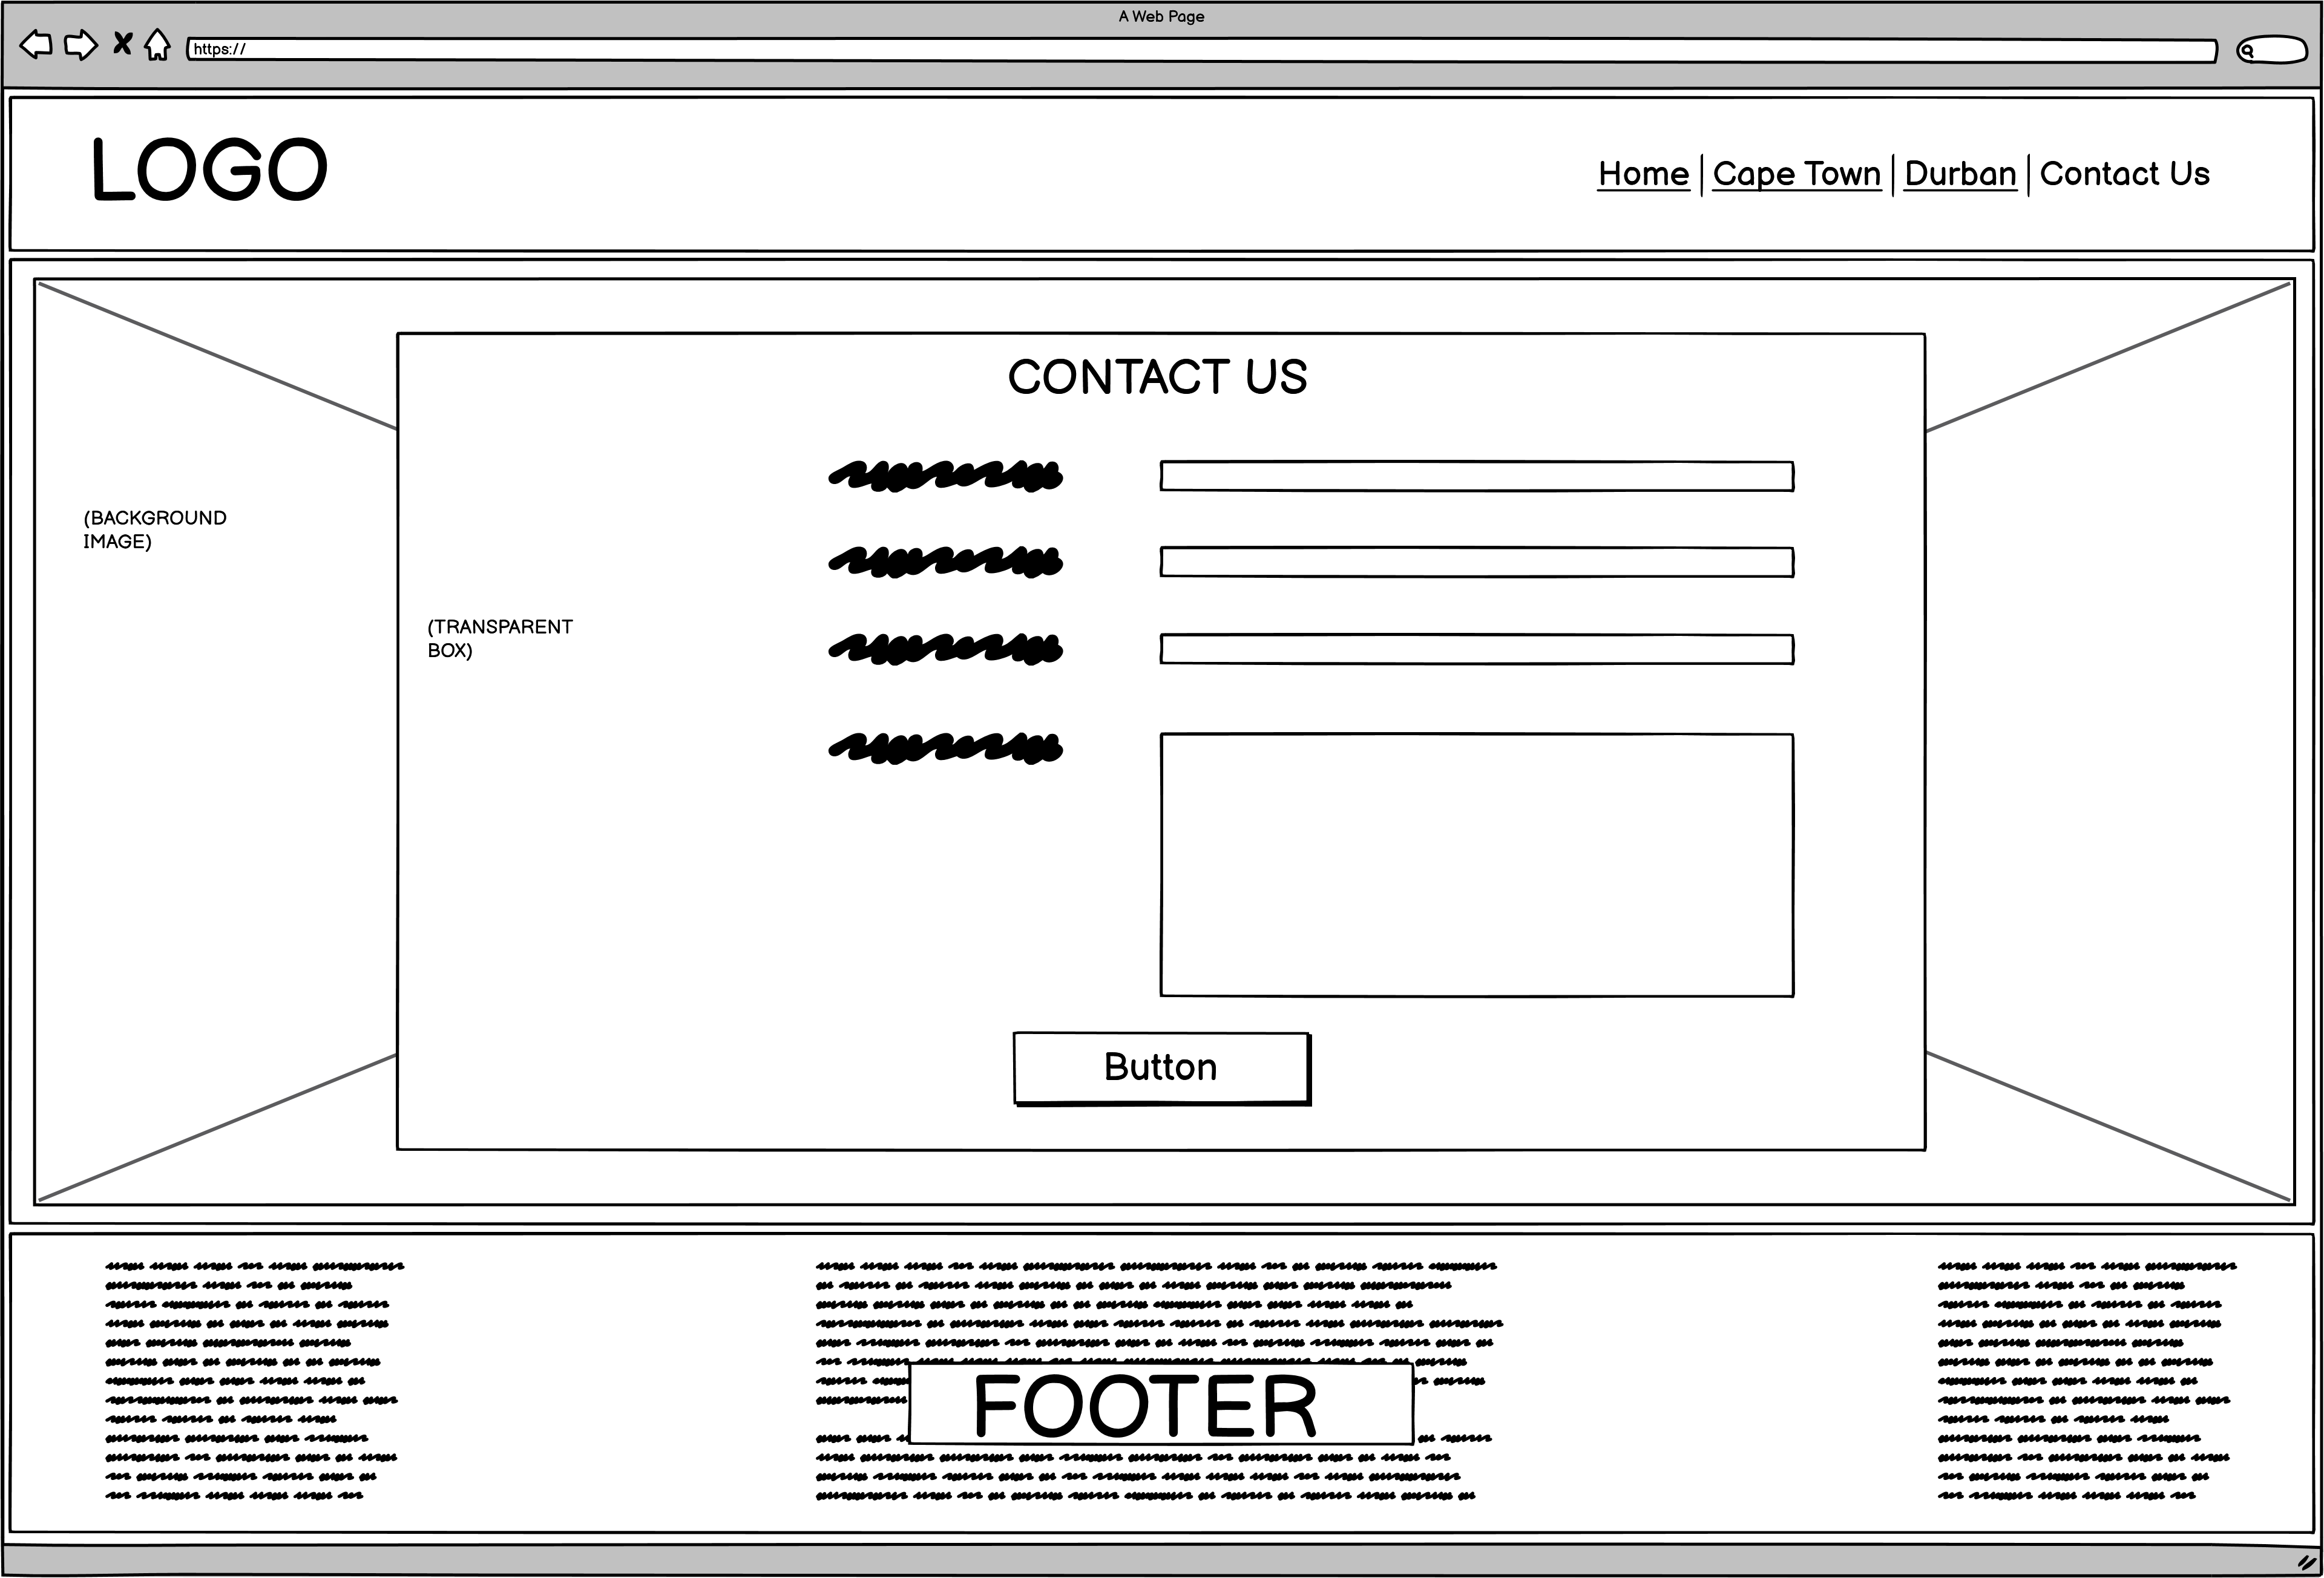 A Web Page
https://
LOGO
Home | Cape Town | Durban | Contact Us
CONTACT US
(BACKGROUND
IMAGE)
(TRANSPARENT
BOX)
Button
FOOTER